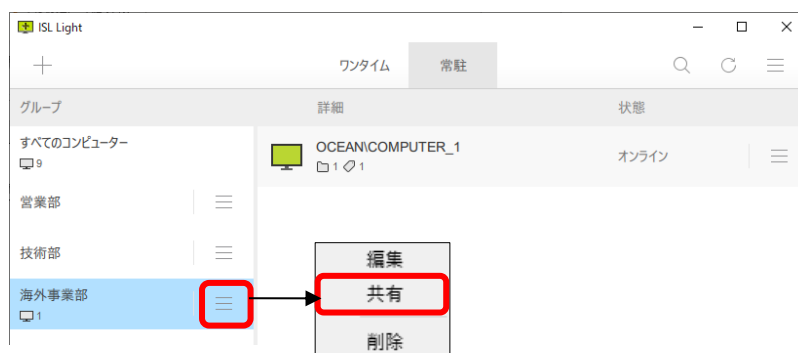 ISL Light
ワンタイム 常駐
グループ 詳細 状態
すべてのコンピューター
9
OCEAN\COMPUTER_1
1 1
オンライン
営業部
技術部
海外事業部
1
編集
共有
削除